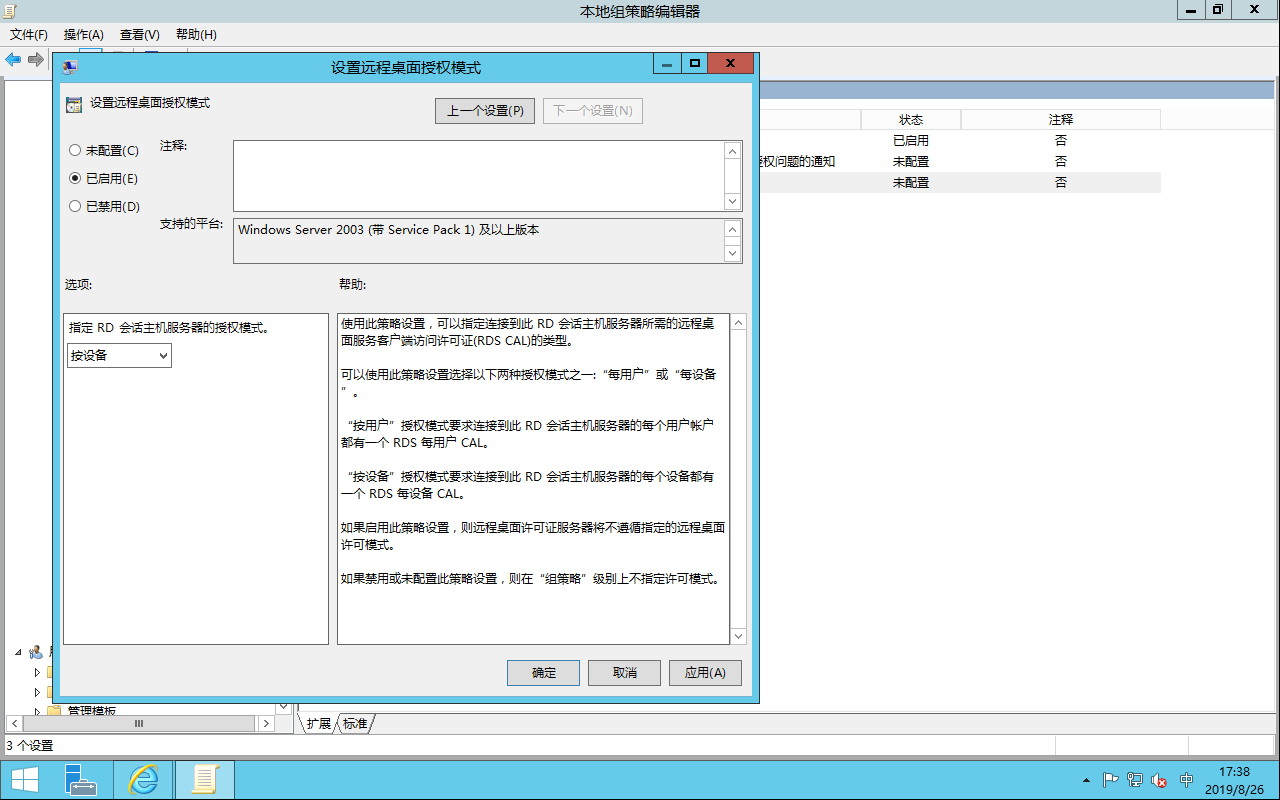 本地组策略编辑器
文件(F) 操作(A) 查看(V) 帮助(H)
设置远程桌面授权模式
设置远程桌面授权模式
上一个设置(P) 下一个设置(N)
未配置(C)
已启用(E)
已禁用(D)
注释:
支持的平台:
Windows Server 2003 (带 Service Pack 1) 及以上版本
选项:
帮助:
指定 RD 会话主机服务器的授权模式。
按设备
使用此策略设置，可以指定连接到此 RD 会话主机服务器所需的远程桌
面服务客户端访问许可证(RDS CAL)的类型。
可以使用此策略设置选择以下两种授权模式之一:“每用户”或“每设备
”。
“按用户”授权模式要求连接到此 RD 会话主机服务器的每个用户帐户
都有一个 RDS 每用户 CAL。
“按设备”授权模式要求连接到此 RD 会话主机服务器的每个设备都有
一个 RDS 每设备 CAL。
如果启用此策略设置，则远程桌面许可证服务器将不遵循指定的远程桌面
许可模式。
如果禁用或未配置此策略设置，则在“组策略”级别上不指定许可模式。
确定 取消 应用(A)
状态 注释
已启用 否
权问题的通知 未配置 否
未配置 否
管理模板
扩展 标准
3 个设置
中
17:38
2019/8/26